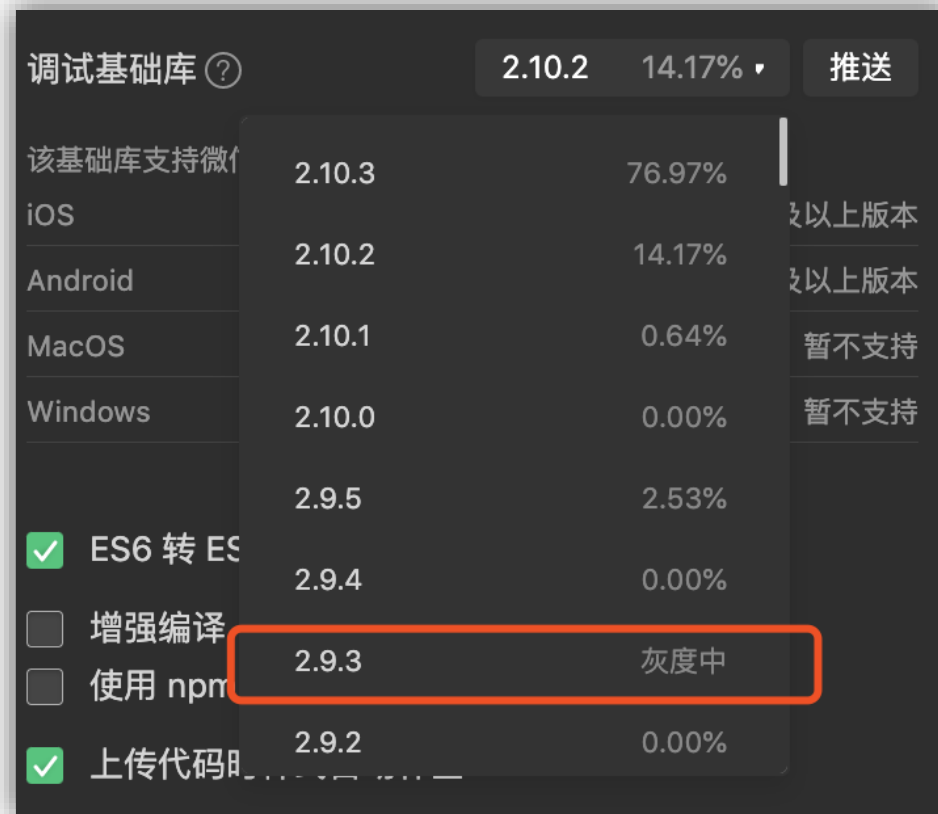 调试基础库 ?
2.10.2 14.17%
推送
该基础库支持微
iOS
以上版本
Android
以上版本
MacOS
暂不支持
Windows
暂不支持
2.10.3 76.97%
2.10.2 14.17%
2.10.1 0.64%
2.10.0 0.00%
2.9.5 2.53%
2.9.4 0.00%
2.9.3 灰度中
2.9.2 0.00%
ES6 转 ES
增强编译
使用 npm
上传代码时